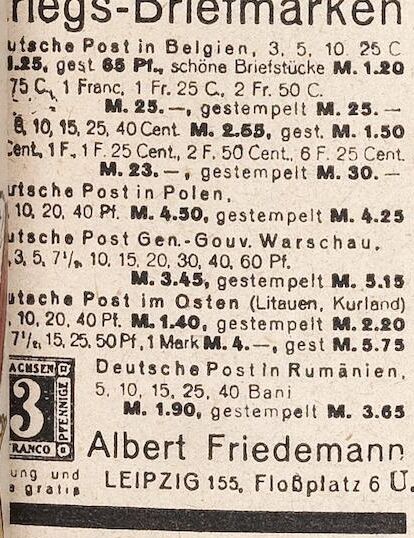 riegs-Briefmarken
utsche Post in Belgien, 3, 5, 10, 25 C
1.25, gest 65 Pf., schöne Briefstücke M. 1.20
75 C., 1 Franc, 1 Fr. 25 C., 2 Fr. 50 C.
M. 25.—, gestempelt M. 25.—
8, 10, 15, 25, 40 Cent. M. 2.55, gest. M. 1.50
Cent., 1 F., 1 F. 25 Cent., 2 F. 50 Cent., 6 F. 25 Cent.
M. 23.—, gestempelt M. 30.—
utsche Post in Polen,
10, 20, 40 Pf. M. 4.50, gestempelt M. 4.25
utsche Post Gen.-Gouv. Warschau,
, 3, 5, 7½, 10, 15, 20, 30, 40, 60 Pf.
M. 3.45, gestempelt M. 5.15
utsche Post im Osten (Litauen, Kurland)
, 10, 20, 40 Pf. M. 1.40, gestempelt M. 2.20
7½, 15, 25, 50 Pf., 1 Mark M. 4.—, gest M. 5.75
ACHSEN
3
PFENNIGE
FRANCO
Deutsche Post in Rumänien,
5, 10, 15, 25, 40 Bani
M. 1.90, gestempelt M. 3.65
Albert Friedemann
ung und
e gratis
LEIPZIG 155, Floßplatz 6 U.